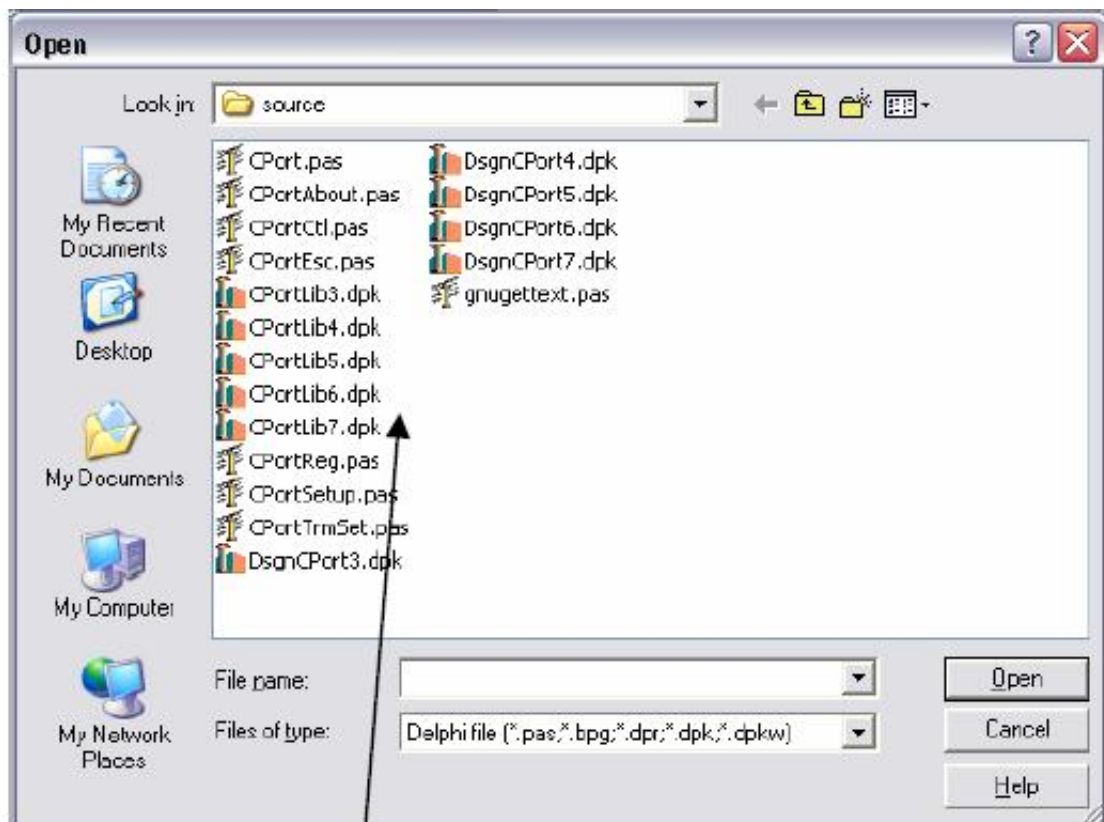 Open
Look in:
source
CPort.pas
CPortAbout.pas
CPortCtl.pas
CPortEsc.pas
CPortLib3.dpk
CPortLib4.dpk
CPortLib5.dpk
CPortLib6.dpk
CPortLib7.dpk
CPortReg.pas
CPortSetup.pas
CPortTrmSet.pas
DsgnCPort3.dpk
DsgnCPort4.dpk
DsgnCPort5.dpk
DsgnCPort6.dpk
DsgnCPort7.dpk
gnugettext.pas
My Recent
Documents
Desktop
My Documents
My Computer
My Network
Places
File name:
Open
Files of type:
Delphi file (*.pas;*.bpg;*.dpr;*.dpk;*.dpkw)
Cancel
Help